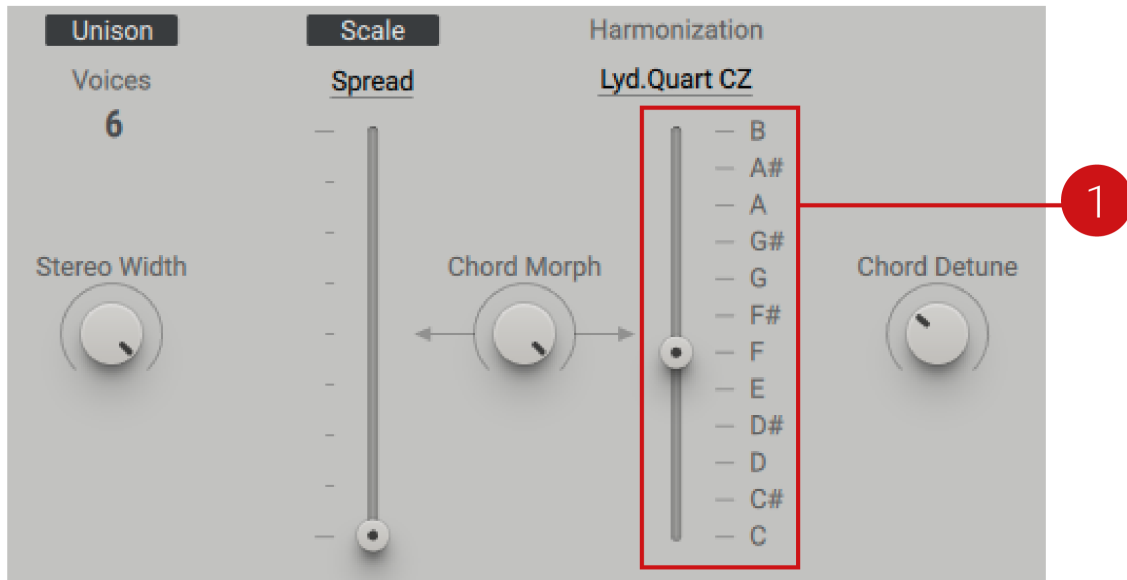 Unison
Scale
Harmonization
Voices
6
Spread
Lyd.Quart CZ
B
A#
A
1
G#
G
F#
F
E
D#
D
C#
C
Stereo Width
Chord Morph
Chord Detune